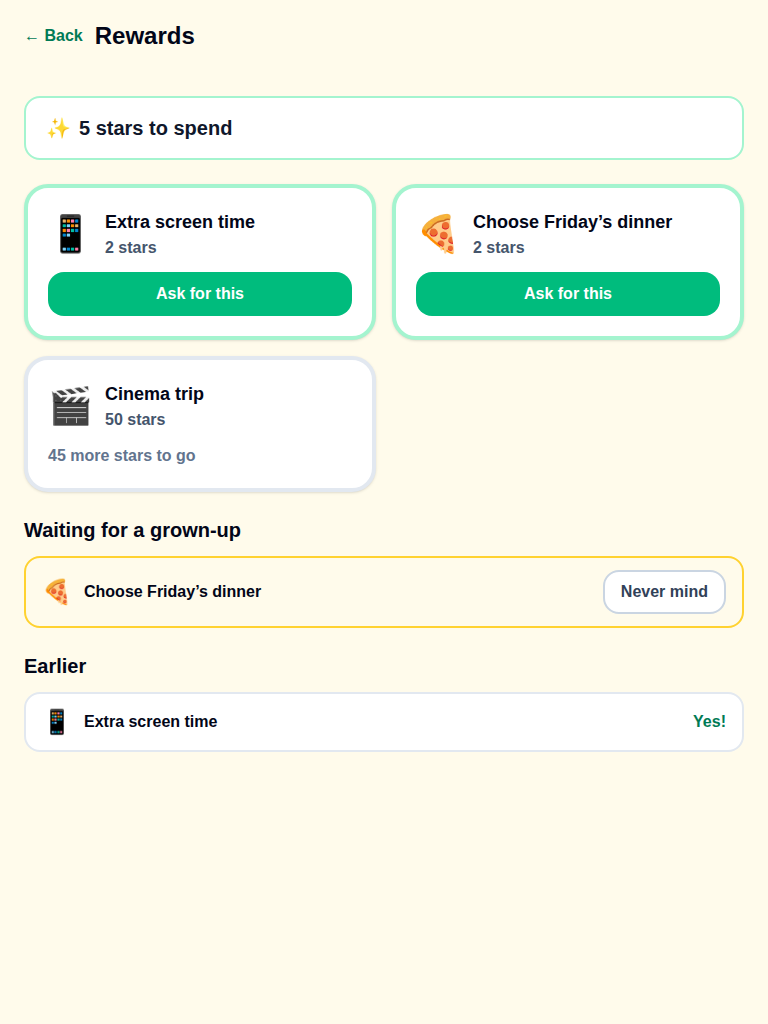 ← Back Rewards
✨ 5 stars to spend
Extra screen time
2 stars
Ask for this
Choose Friday’s dinner
2 stars
Ask for this
Cinema trip
50 stars
45 more stars to go
Waiting for a grown-up
Choose Friday’s dinner
Never mind
Earlier
Extra screen time
Yes!